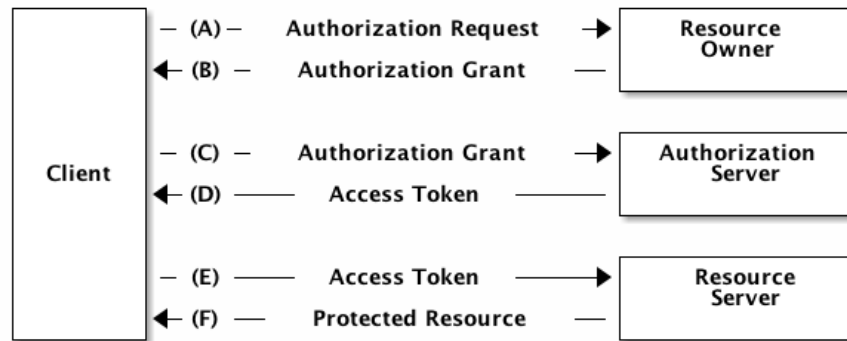 (A) Authorization Request
Resource
Owner
(B) Authorization Grant
Client
(C) Authorization Grant
Authorization
Server
(D) Access Token
(E) Access Token
Resource
Server
(F) Protected Resource